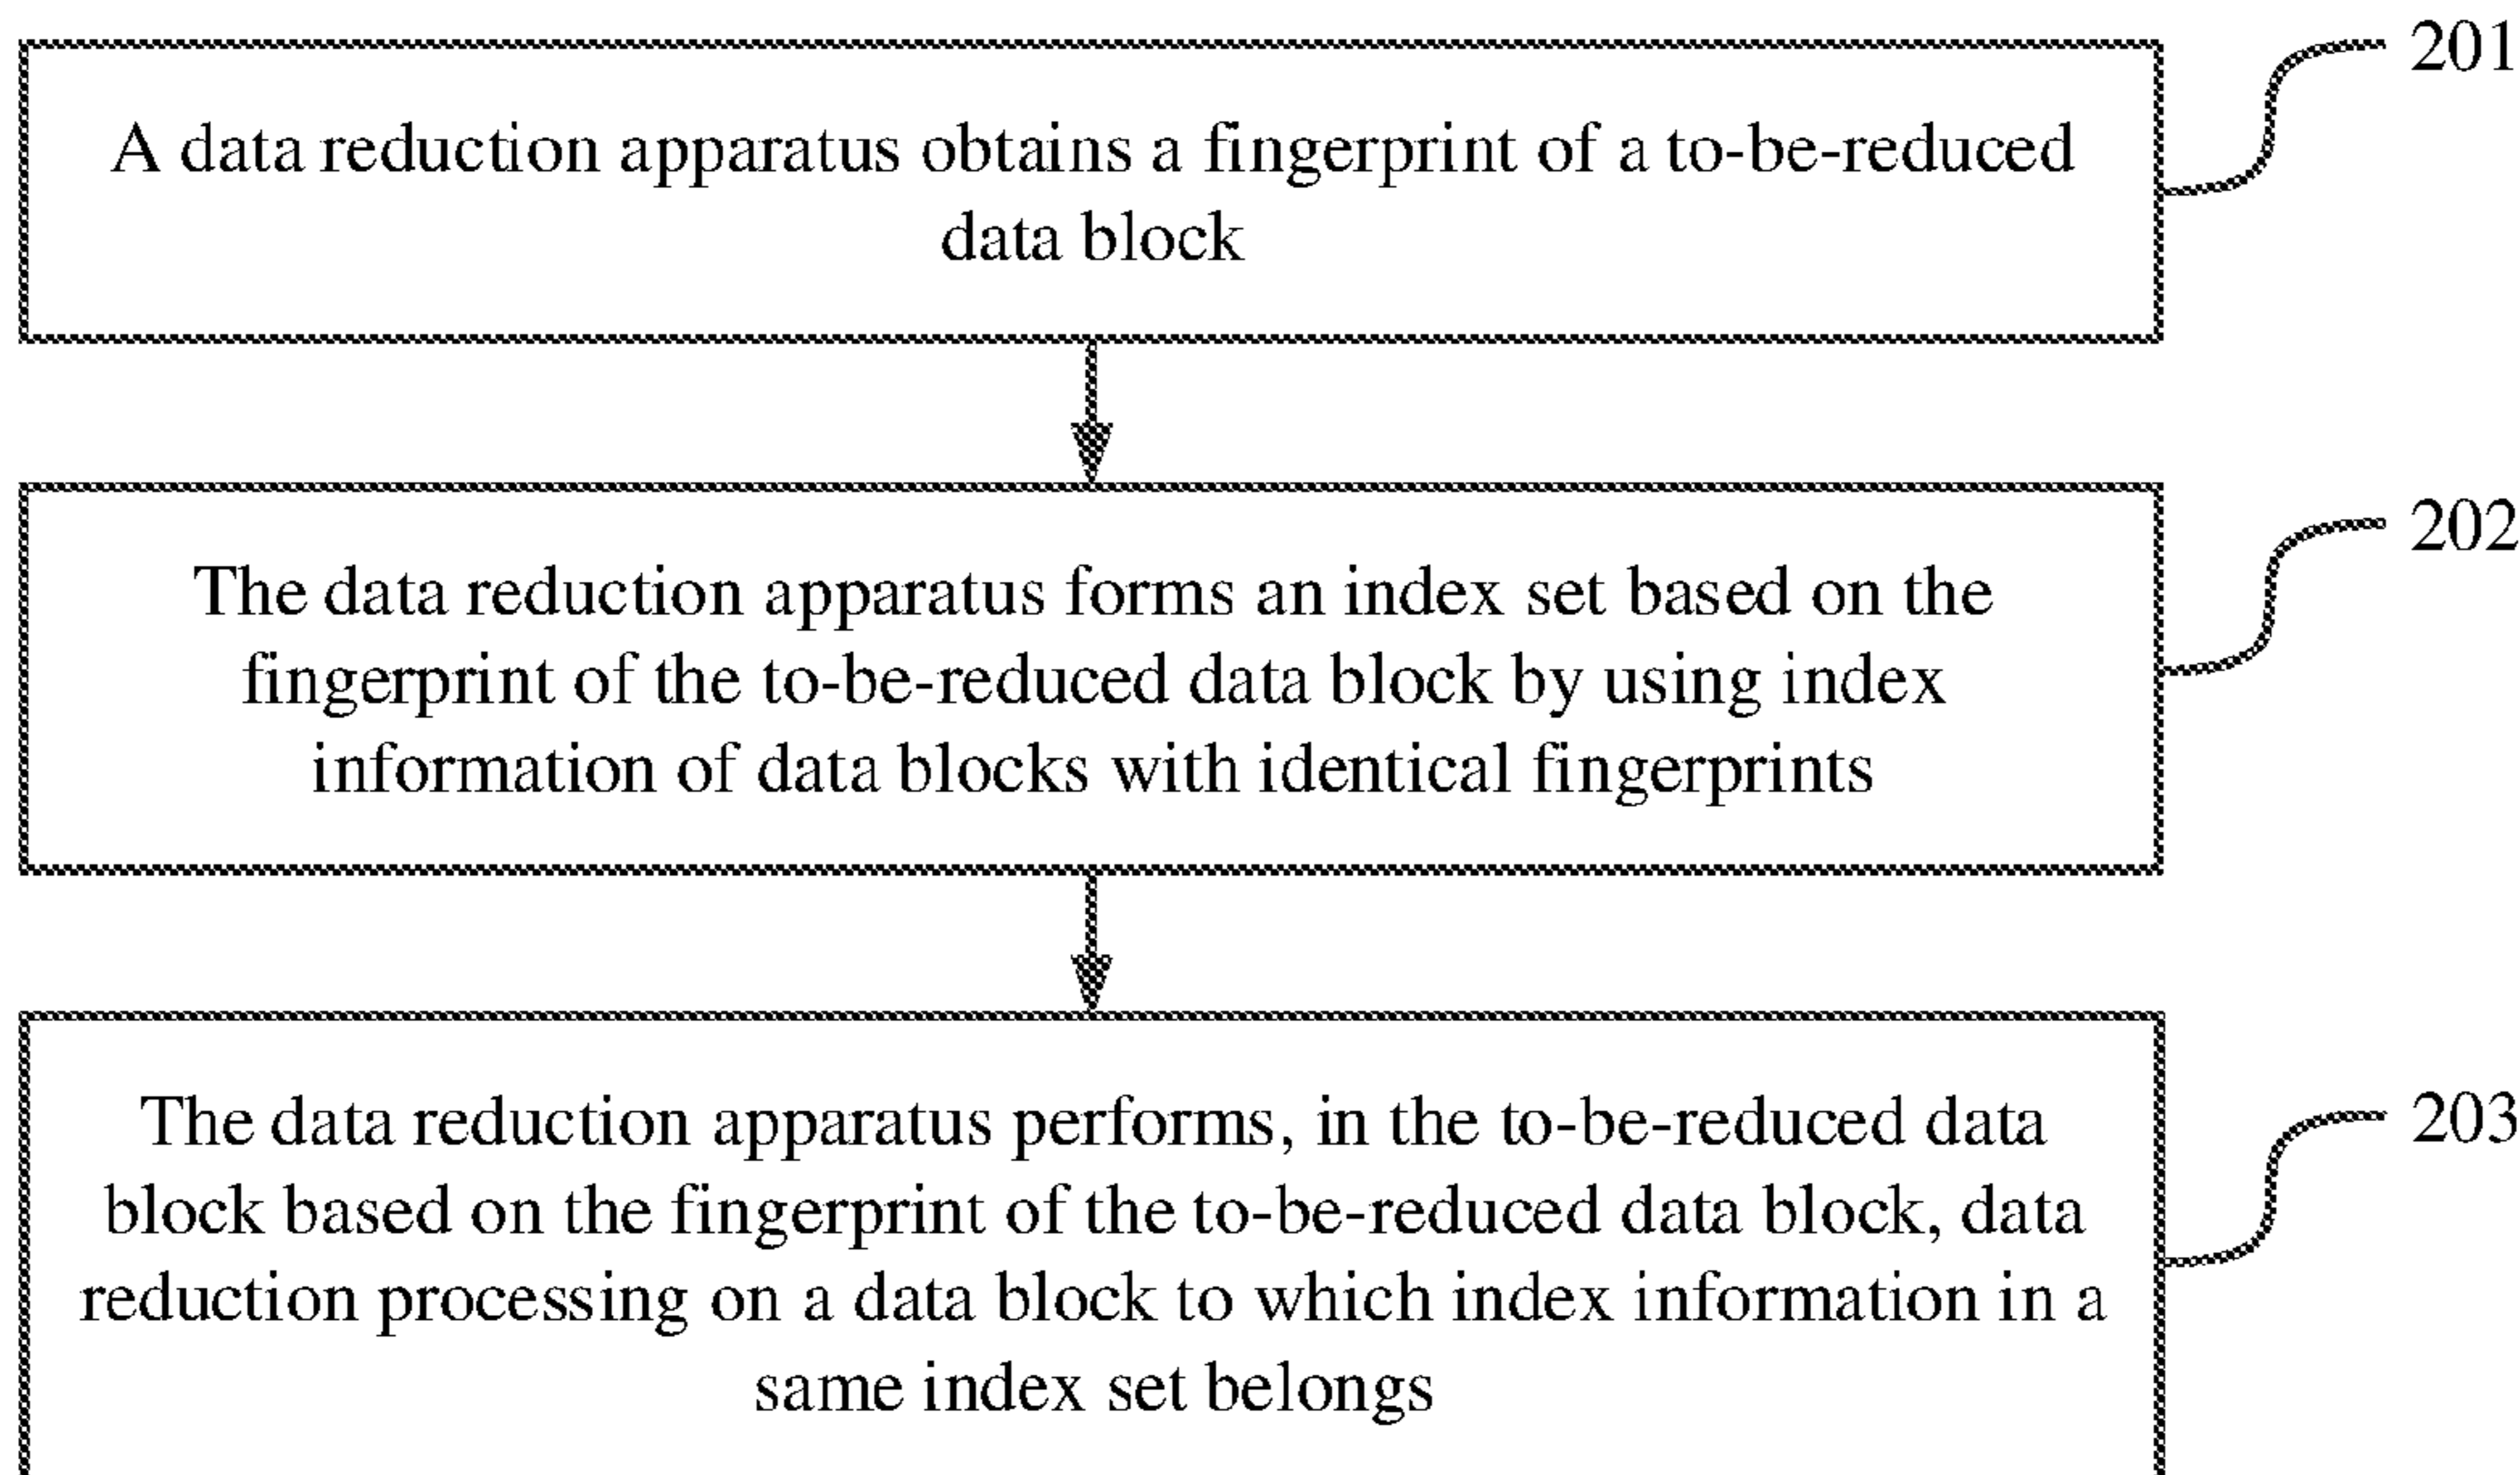 201
A data reduction apparatus obtains a fingerprint of a to-be-reduced
data block
202
The data reduction apparatus forms an index set based on the
fingerprint of the to-be-reduced data block by using index
information of data blocks with identical fingerprints
203
The data reduction apparatus performs, in the to-be-reduced data
block based on the fingerprint of the to-be-reduced data block, data
reduction processing on a data block to which index information in a
same index set belongs